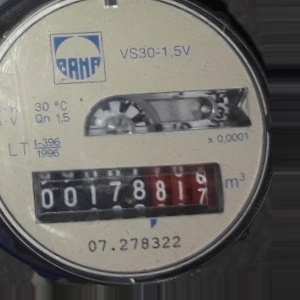 BAHP
VS30-1,5V
30 °C
Qn 1.5
x 0,0001
LT 1-396
1996
00178817
m³
07.278322